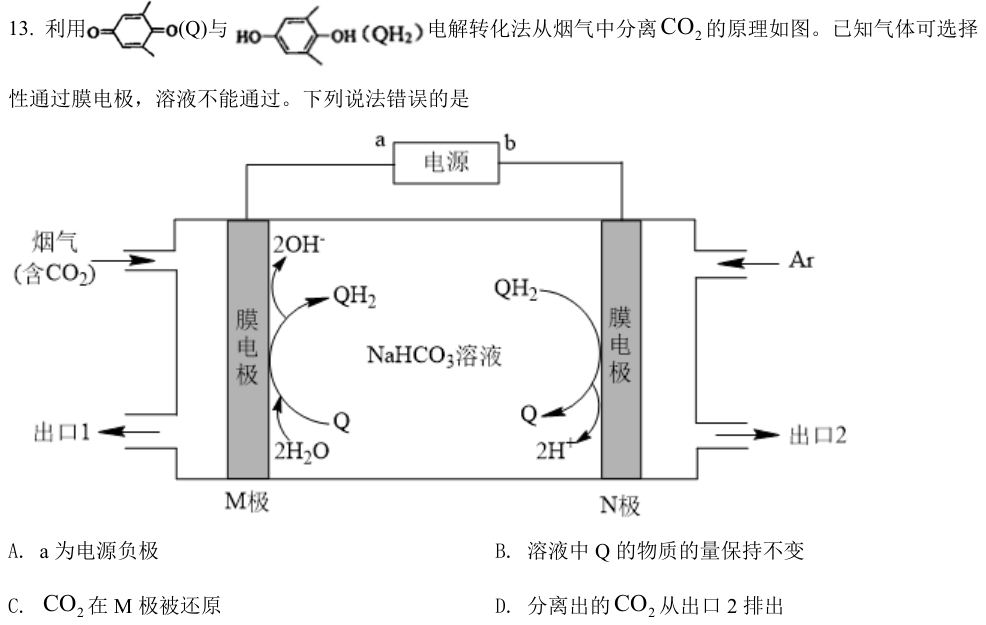 13. 利用O=O(Q)与HO-OH(QH₂)电解转化法从烟气中分离CO₂的原理如图。已知气体可选择
性通过膜电极，溶液不能通过。下列说法错误的是
a 电源 b
烟气
(含CO₂)
2OH⁻
QH₂
膜电极
NaHCO₃溶液
Q
2H₂O
QH₂
膜电极
Q
2H⁺
Ar
出口1
出口2
M极
N极
A. a 为电源负极 B. 溶液中 Q 的物质的量保持不变
C. CO₂在 M 极被还原 D. 分离出的CO₂从出口 2 排出